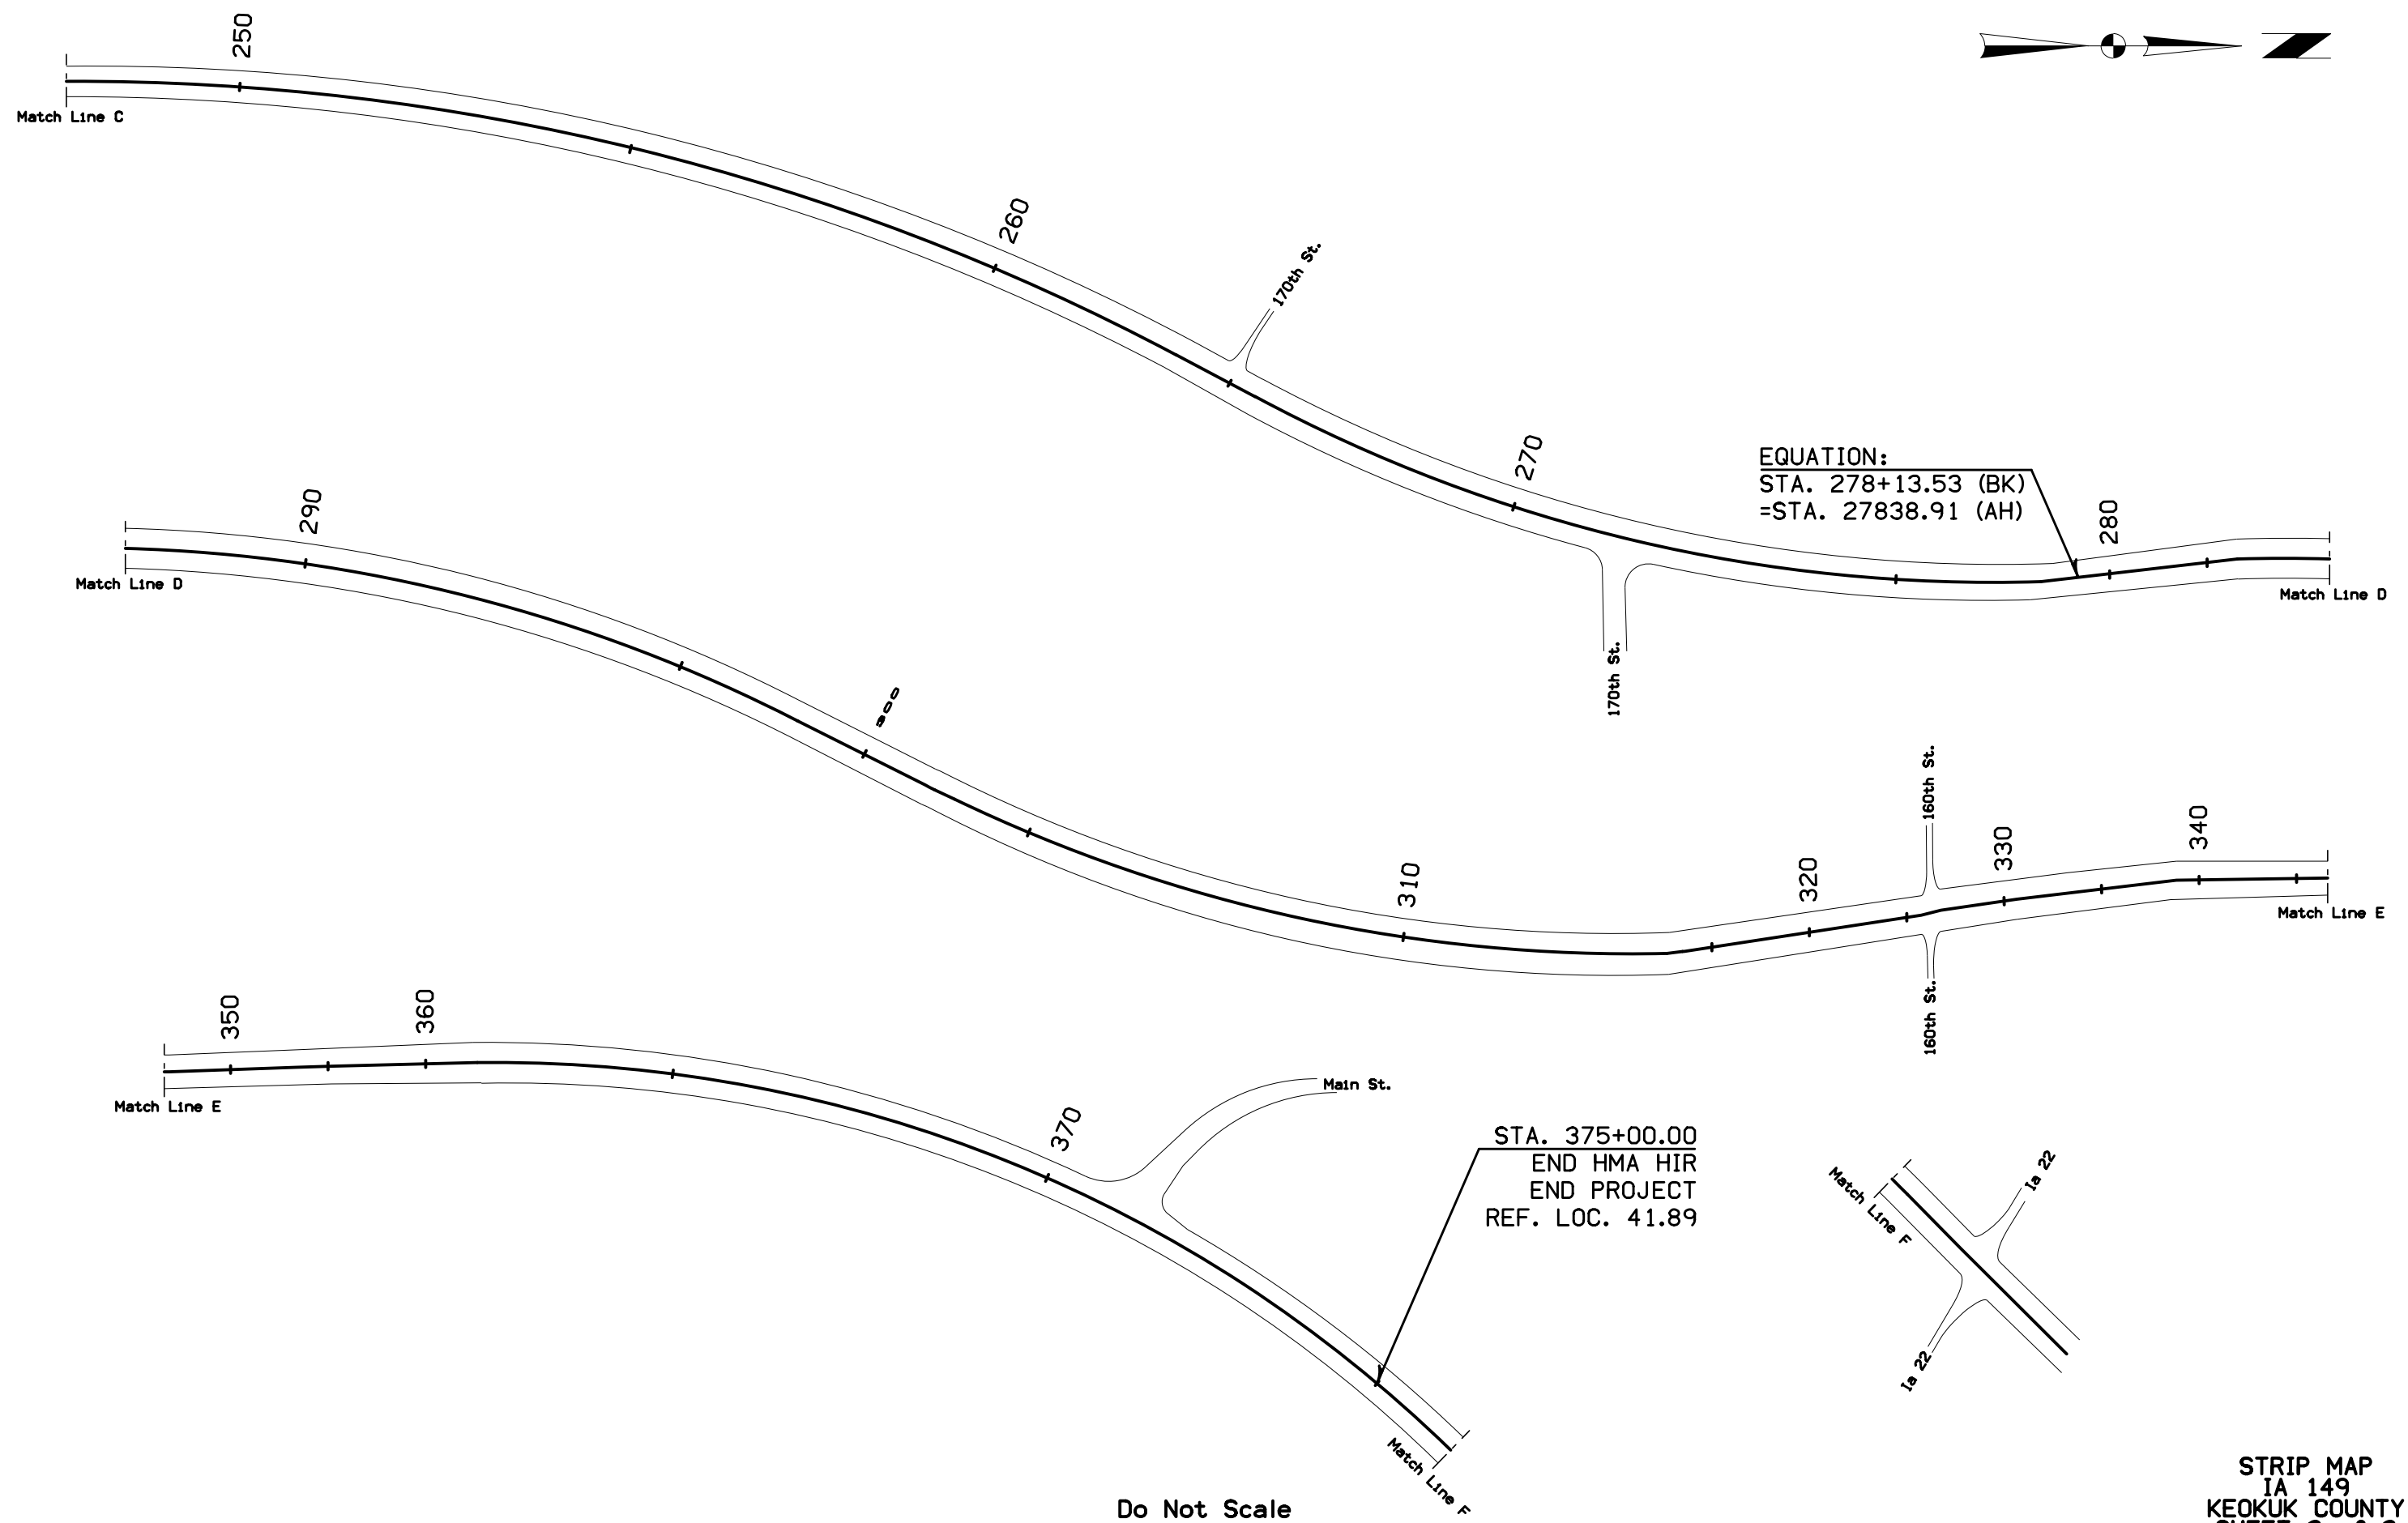 250
Match Line C
260
170th St.
270
EQUATION:
STA. 278+13.53 (BK)
=STA. 27838.91 (AH)
280
Match Line D
170th St.
290
Match Line D
300
310
320
160th St.
330
340
Match Line E
160th St.
350
360
Match Line E
370
Main St.
STA. 375+00.00
END HMA HIR
END PROJECT
REF. LOC. 41.89
Match Line F
Match Line F
Ia 22
Ia 22
Do Not Scale
STRIP MAP
IA 149
KEOKUK COUNTY